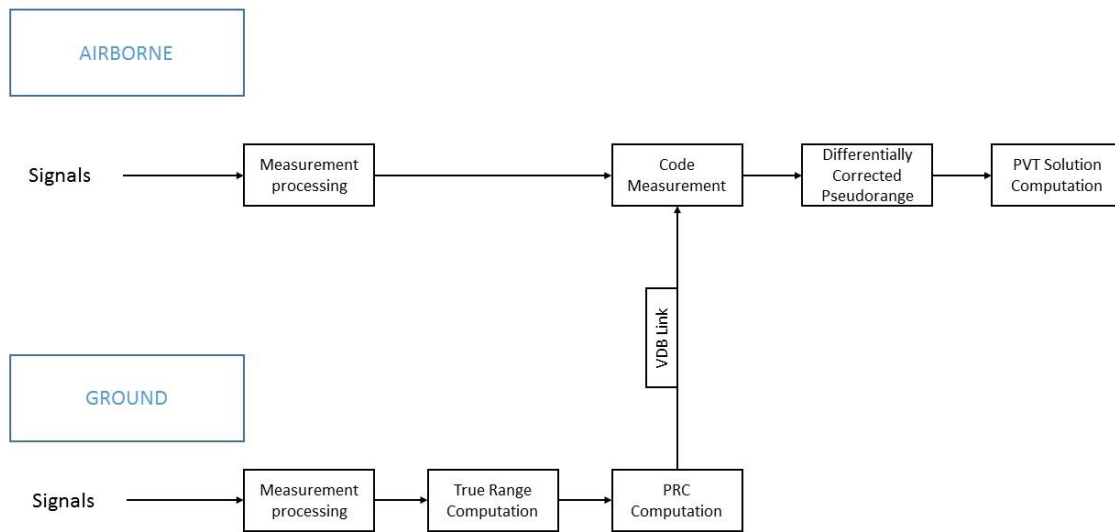 AIRBORNE
Signals
Measurement
processing
Code
Measurement
Differentially
Corrected
Pseudorange
PVT Solution
Computation
VDB Link
GROUND
Signals
Measurement
processing
True Range
Computation
PRC
Computation